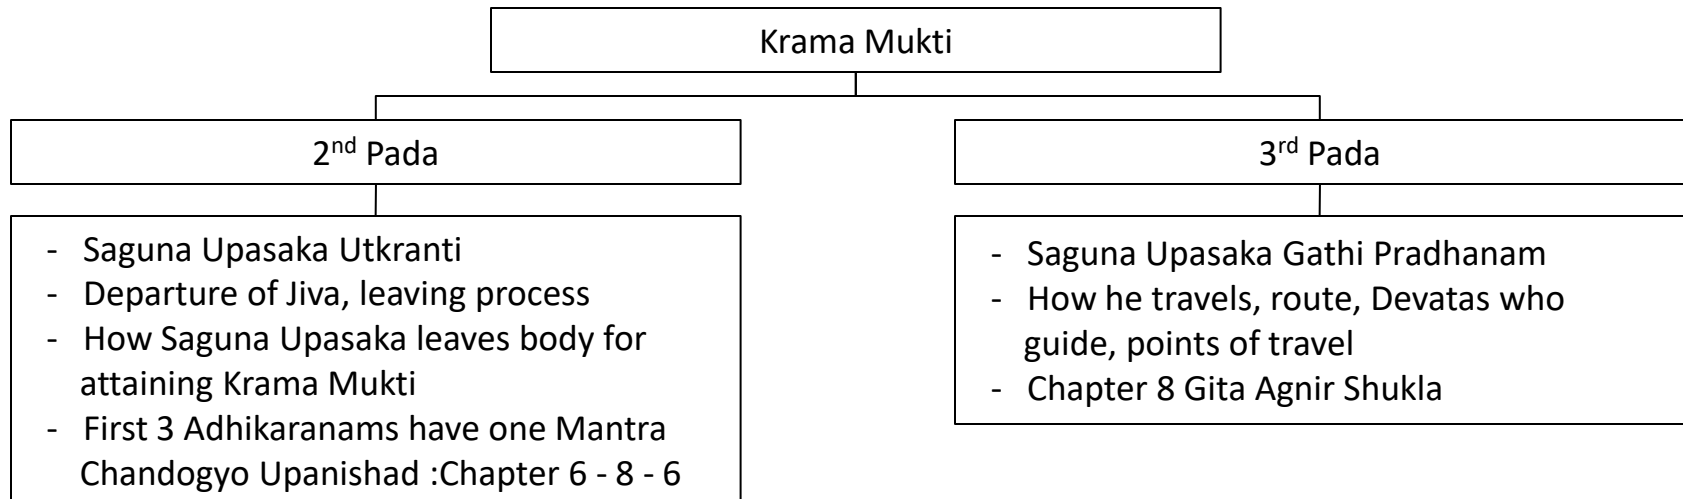 Krama Mukti
2nd Pada
- Saguna Upasaka Utkranti
- Departure of Jiva, leaving process
- How Saguna Upasaka leaves body for
attaining Krama Mukti
- First 3 Adhikaranams have one Mantra
Chandogyo Upanishad :Chapter 6 - 8 - 6
3rd Pada
- Saguna Upasaka Gathi Pradhanam
- How he travels, route, Devatas who
guide, points of travel
- Chapter 8 Gita Agnir Shukla